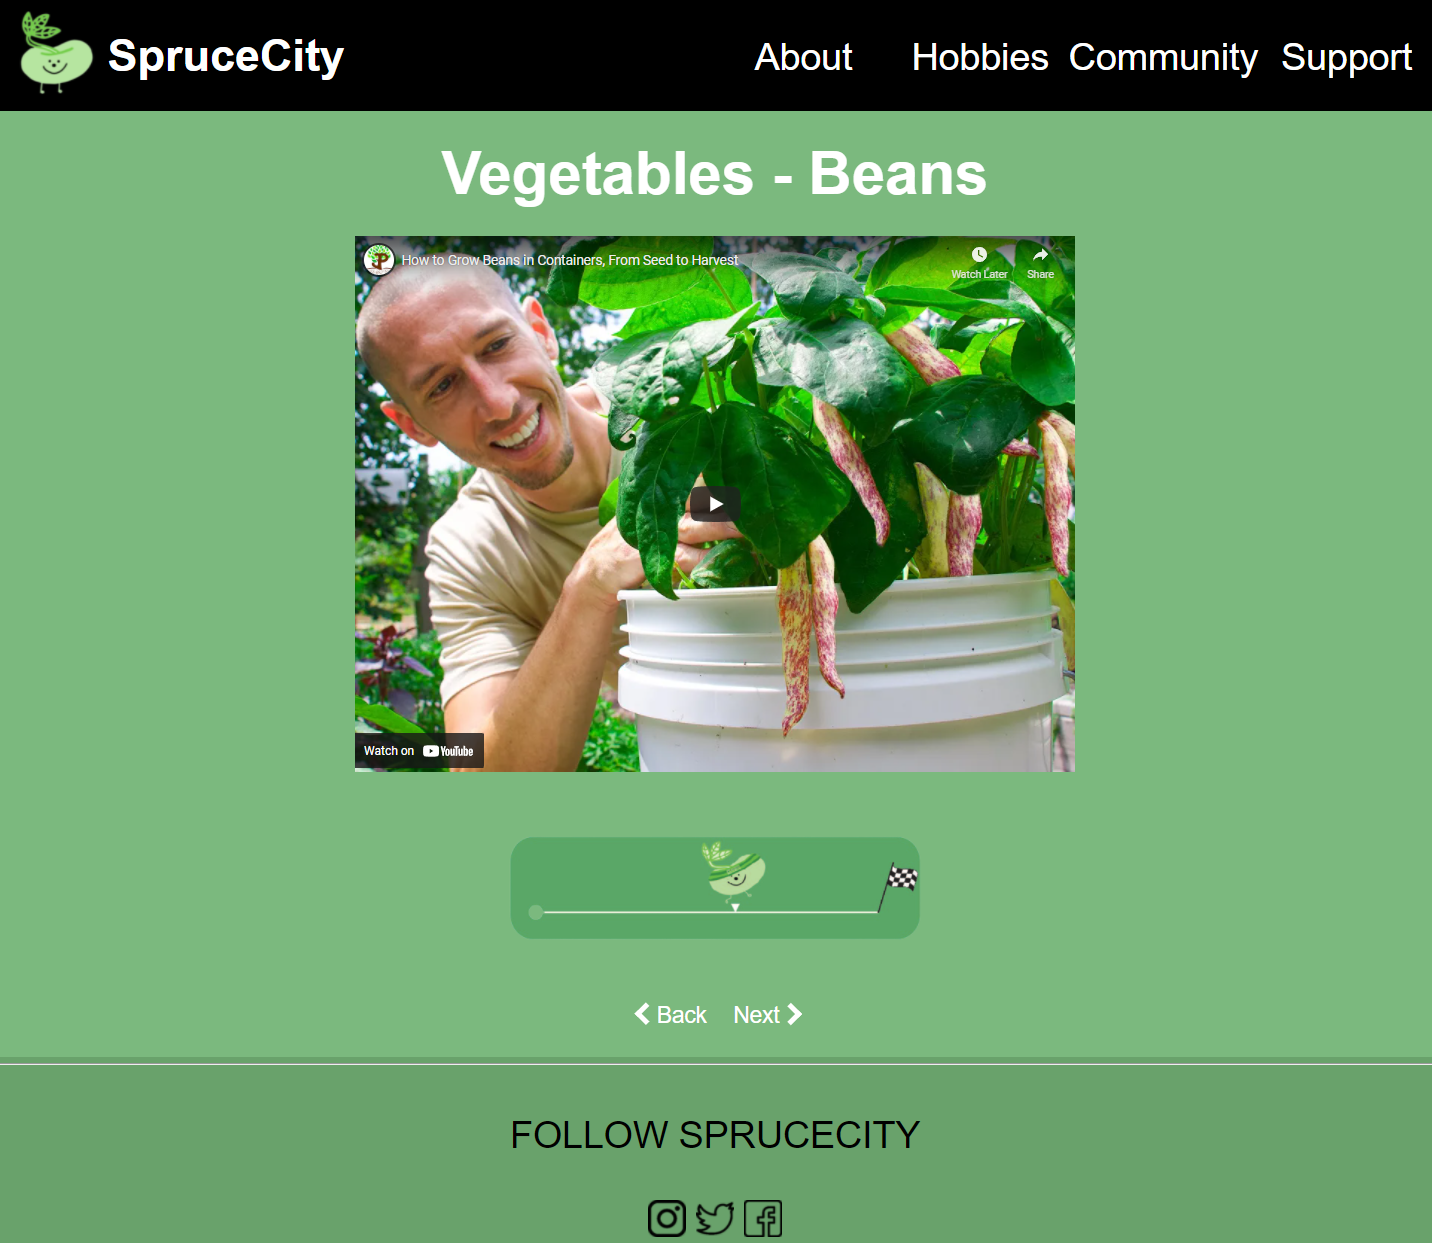 SpruceCity
About Hobbies Community Support
Vegetables - Beans
How to Grow Beans in Containers, From Seed to Harvest
Watch Later Share
Watch on YouTube
Back Next
FOLLOW SPRUCECITY